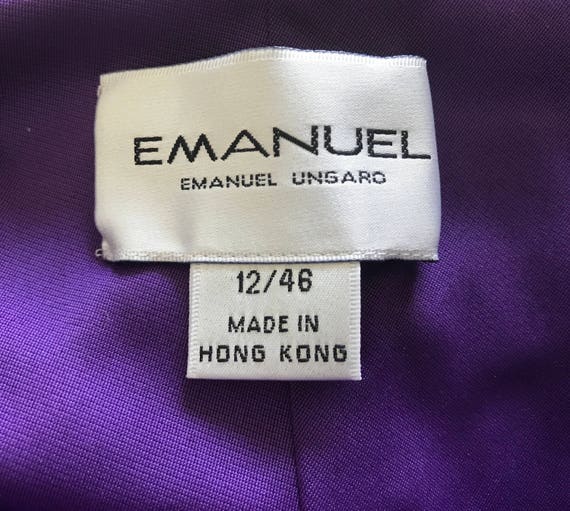 EMANUEL
EMANUEL UNGARO
12/46
MADE IN
HONG KONG